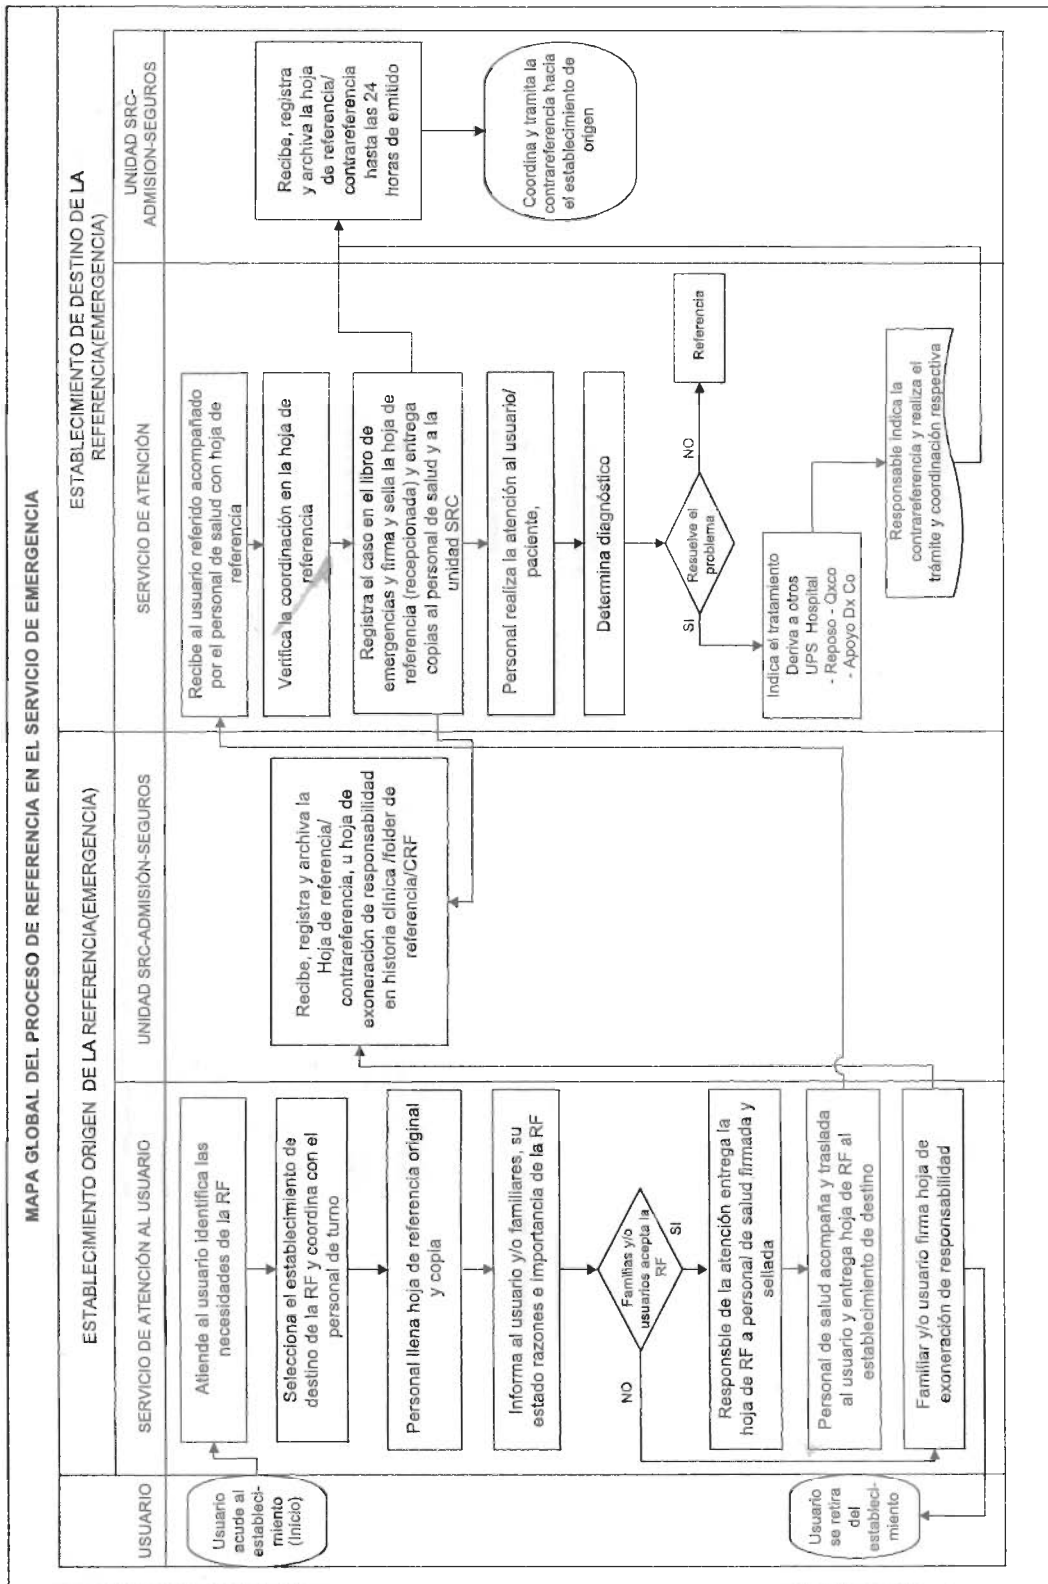 MAPA GLOBAL DEL PROCESO DE REFERENCIA EN EL SERVICIO DE EMERGENCIA
ESTABLECIMIENTO ORIGEN DE LA REFERENCIA(EMERGENCIA)
ESTABLECIMIENTO DE DESTINO DE LA
REFERENCIA(EMERGENCIA)
USUARIO
SERVICIO DE ATENCIÓN AL USUARIO
UNIDAD SRC-ADMISIÓN-SEGUROS
SERVICIO DE ATENCIÓN
UNIDAD SRC-
ADMISION-SEGUROS
Usuario
acude al
estableci-
miento
(Inicio)
Atiende al usuario identifica las
necesidades de la RF
Selecciona el establecimiento de
destino de la RF y coordina con el
personal de turno
Personal llena hoja de referencia original
y copia
Informa al usuario y/o familiares, su
estado razones e importancia de la RF
Familias y/o
usuarios acepta la
RF
NO
SI
Responsble de la atención entrega la
hoja de RF a personal de salud firmada y
sellada
Personal de salud acompaña y traslada
al usuario y entrega hoja de RF al
establecimiento de destino
Familiar y/o usuario firma hoja de
exoneración de responsabilidad
Usuario
se retira
del
estableci-
miento
Recibe, registra y archiva la
Hoja de referencia/
contrareferencia, u hoja de
exoneración de responsabilidad
en historia clínica /folder de
referencia/CRF
Recibe al usuario referido acompañado
por el personal de salud con hoja de
referencia
Verifica la coordinación en la hoja de
referencia
Registra el caso en el libro de
emergencias y firma y sella la hoja de
referencia (recepcionada) y entrega
copias al personal de salud y a la
unidad SRC
Personal realiza la atención al usuario/
paciente,
Determina diagnóstico
Resuelve el
problema
SI
NO
Referencia
Indica el tratamiento
Deriva a otros
UPS Hospital
- Reposo - Qxco
- Apoyo Dx Co
Responsable indica la
contrareferencia y realiza el
trámite y coordinación respectiva
Recibe, registra
y archiva la hoja
de referencia/
contrareferencia
hasta las 24
horas de emitido
Coordina y tramita la
contrareferencia hacia
el establecimiento de
origen